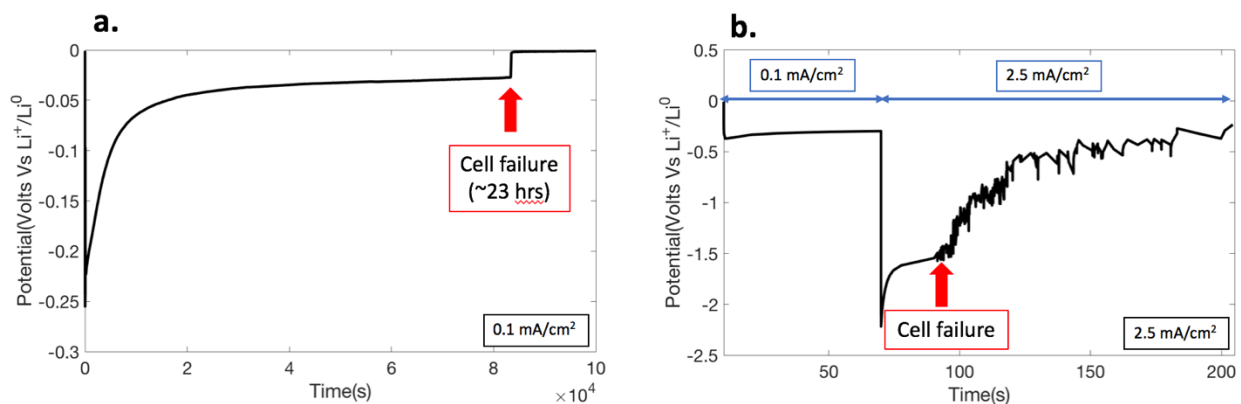 a.
0
-0.05
-0.1
-0.15
-0.2
-0.25
-0.3
Potential(Volts Vs Li⁺/Li⁰)
Cell failure
(~23 hrs)
0.1 mA/cm²
0 2 4 6 8 10
× 10⁴
Time(s)
b.
0.5
0
-0.5
-1
-1.5
-2
-2.5
Potential(Volts Vs Li⁺/Li⁰)
0.1 mA/cm²
2.5 mA/cm²
Cell failure
2.5 mA/cm²
50 100 150 200
Time(s)